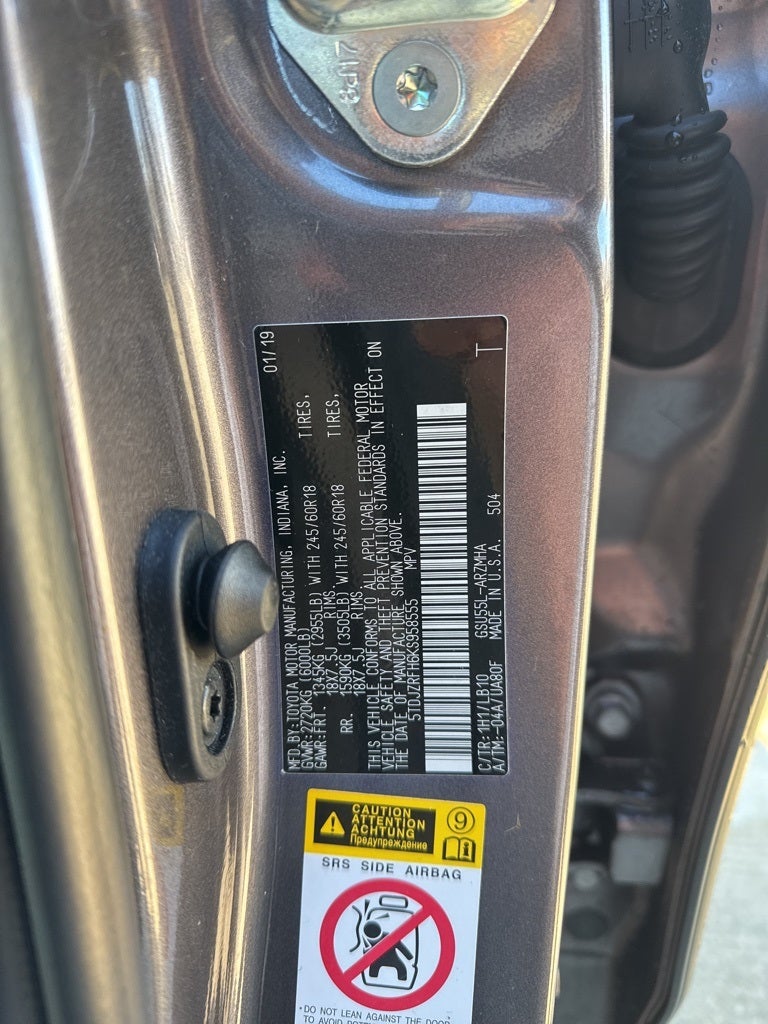 8d17
MFD.BY:TOYOTA MOTOR MANUFACTURING, INDIANA, INC. 01/19
GVWR:2720KG (6000LB)
GAWR:FRT. 1345KG (2955LB) WITH 245/60R18 TIRES,
18X7.5J RIMS
RR. 1590KG (3505LB) WITH 245/60R18 TIRES,
18X7.5J RIMS
THIS VEHICLE CONFORMS TO ALL APPLICABLE FEDERAL MOTOR
VEHICLE SAFETY AND THEFT PREVENTION STANDARDS IN EFFECT ON
THE DATE OF MANUFACTURE SHOWN ABOVE.
5TDJZRFH6KS958555 MPV
C/TR:1H17/LB10 GSU55L-ARZMHA
A/TM:-04A/UA80F MADE IN U.S.A. 504 T
CAUTION
ATTENTION
ACHTUNG
Предупреждение
9
SRS SIDE AIRBAG
• DO NOT LEAN AGAINST THE DOOR